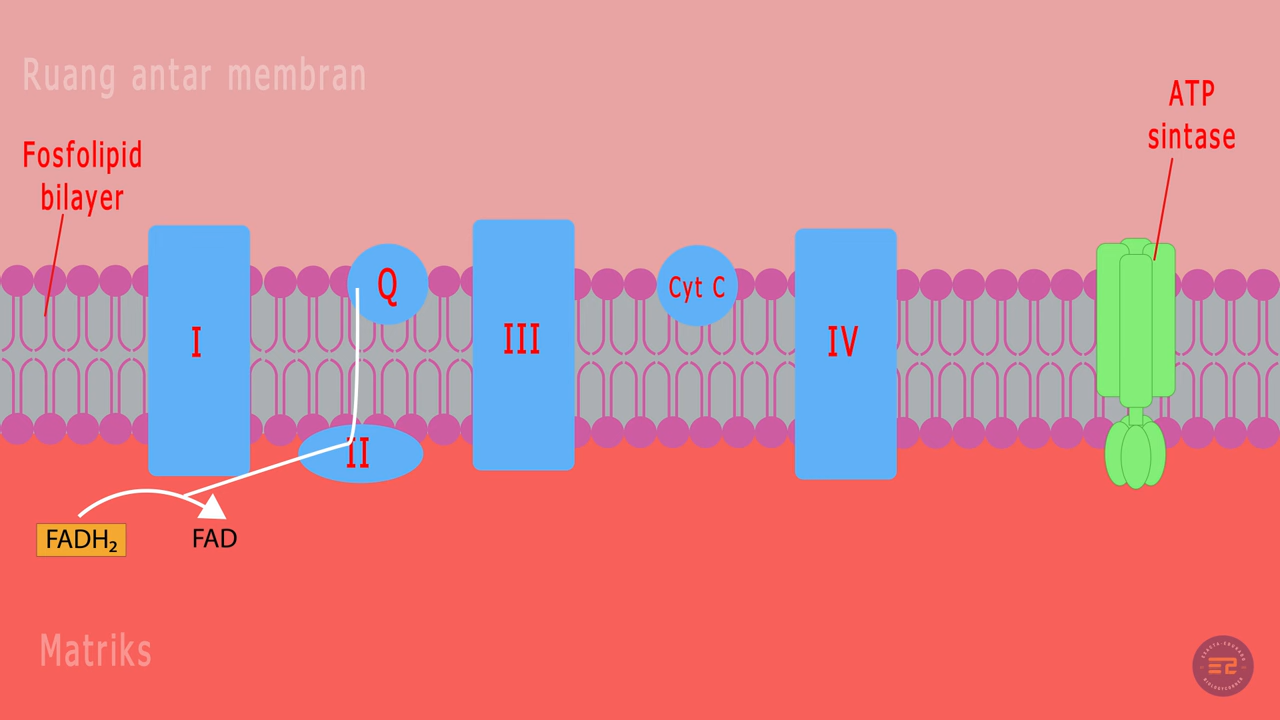 Ruang antar membran
ATP
sintase
Fosfolipid
bilayer
I
Q
II
III
Cyt C
IV
FADH₂
FAD
Matriks